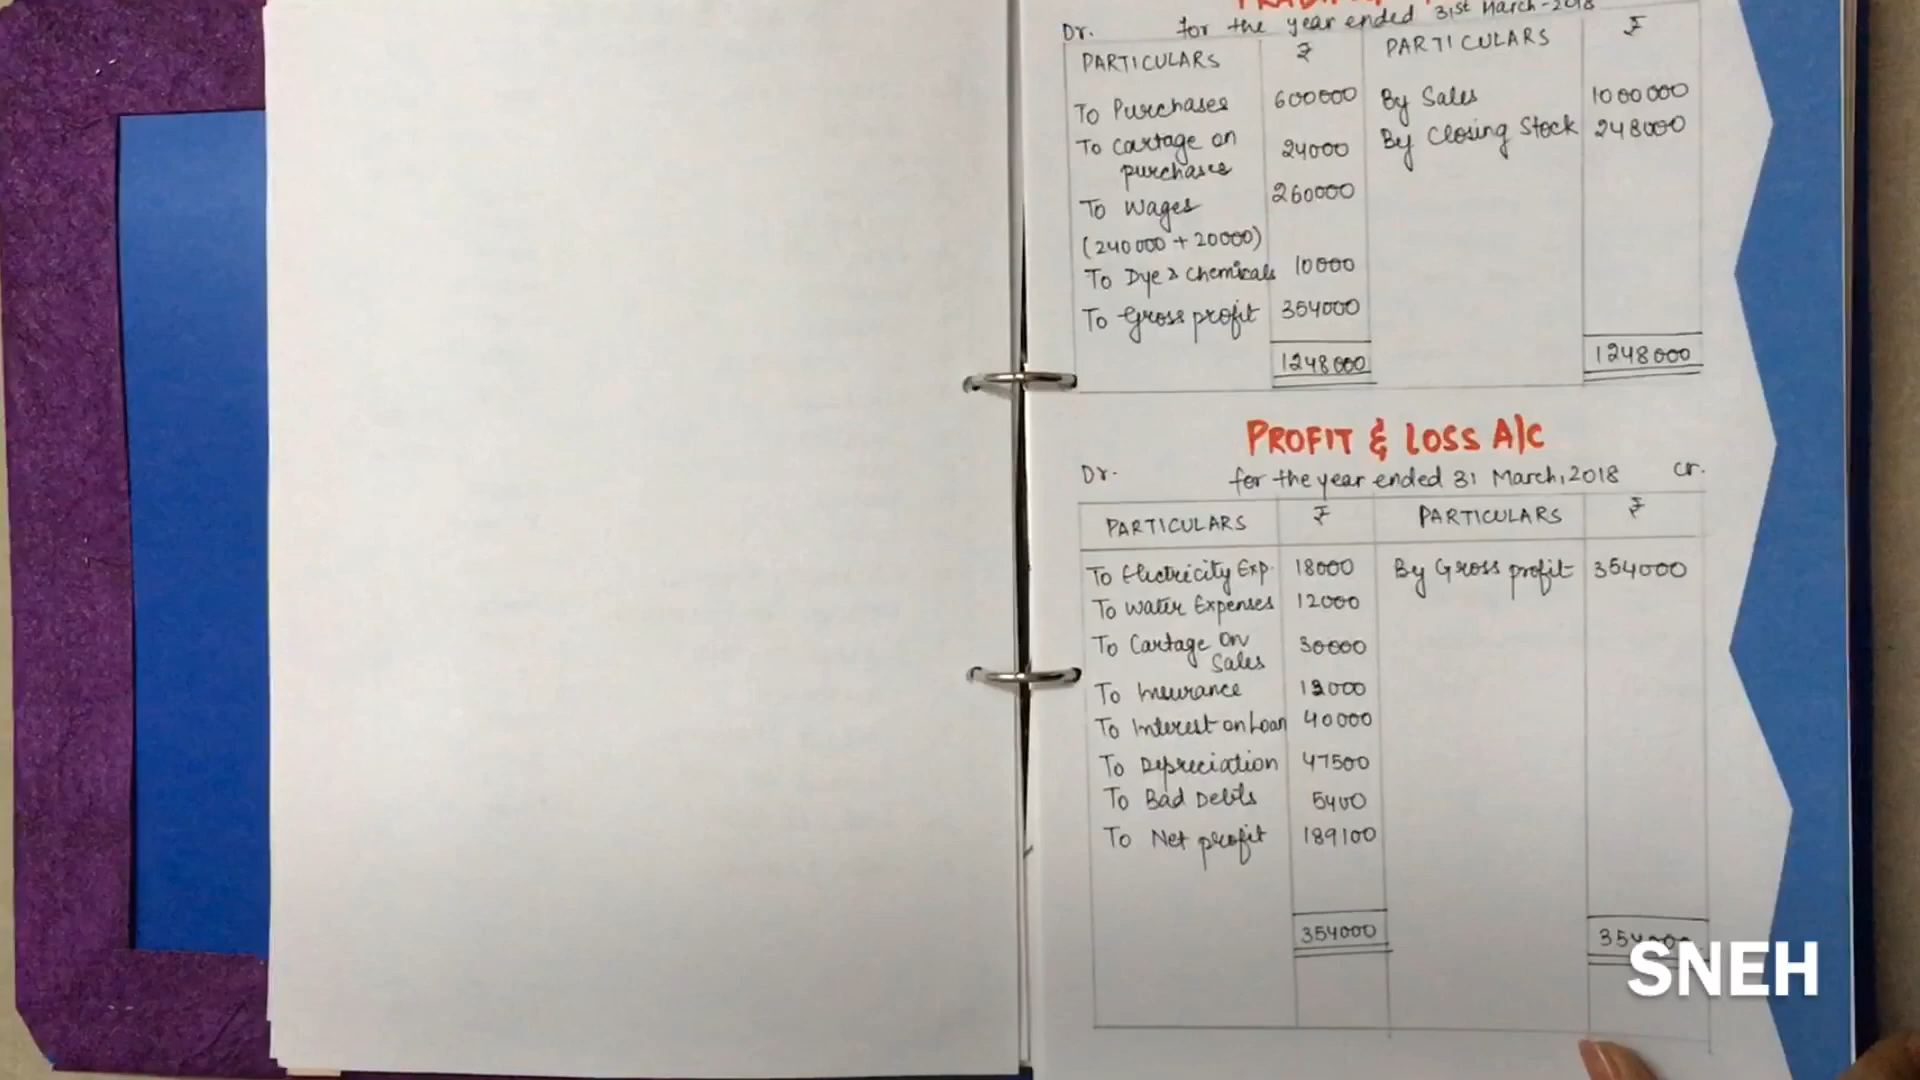 for the year ended 31st March-2018
Dr.
PARTICULARS ₹ PARTICULARS ₹
To Purchases 600000 By Sales 1000000
To Cartage on purchases 24000 By Closing Stock 248000
To Wages 260000
(240000 + 20000)
To Dye & Chemicals 10000
To Gross profit 354000
1248000 1248000
PROFIT & LOSS A/C
Dr. for the year ended 31 March, 2018 Cr.
PARTICULARS ₹ PARTICULARS ₹
To Electricity Exp. 18000 By Gross profit 354000
To Water Expenses 12000
To Cartage on Sales 30000
To Insurance 12000
To Interest on Loan 40000
To Depreciation 47500
To Bad Debts 5400
To Net profit 189100
354000 354000
SNEH